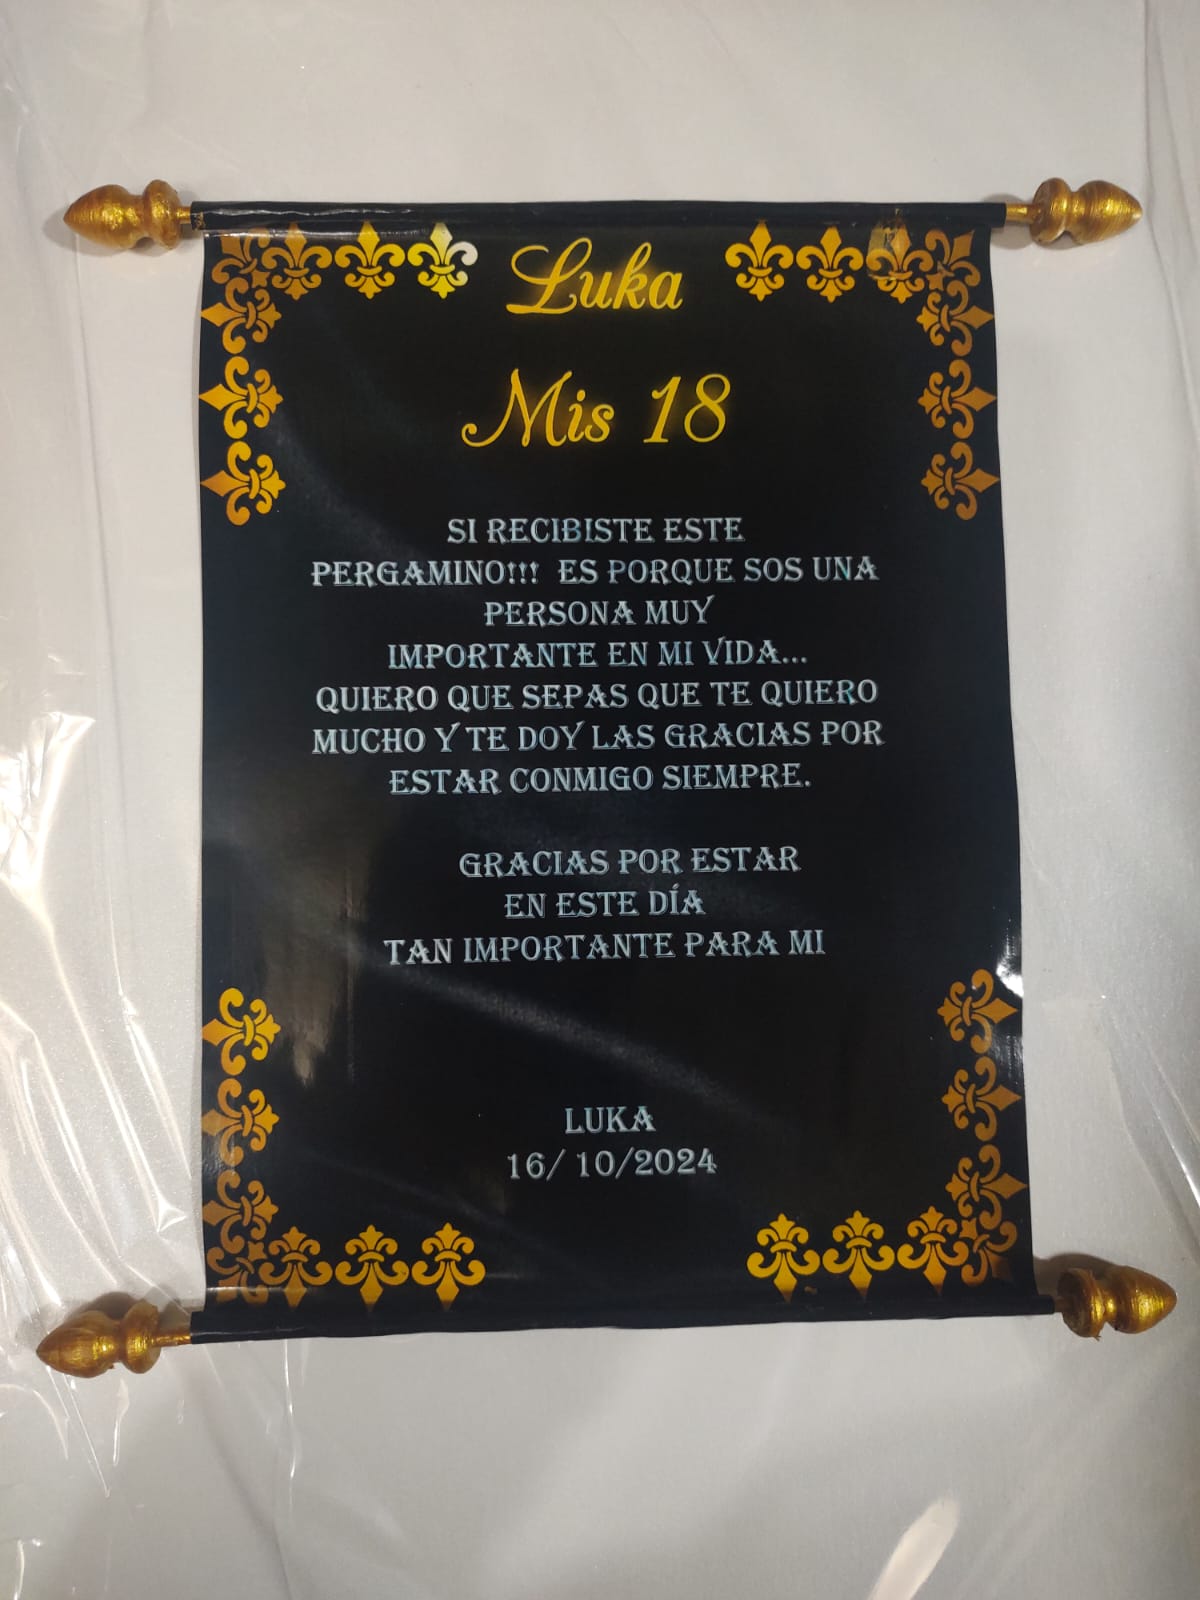 Luka
Mis 18
SI RECIBISTE ESTE
PERGAMINO!!! ES PORQUE SOS UNA
PERSONA MUY
IMPORTANTE EN MI VIDA...
QUIERO QUE SEPAS QUE TE QUIERO
MUCHO Y TE DOY LAS GRACIAS POR
ESTAR CONMIGO SIEMPRE.
GRACIAS POR ESTAR
EN ESTE DÍA
TAN IMPORTANTE PARA MI
LUKA
16/ 10/2024